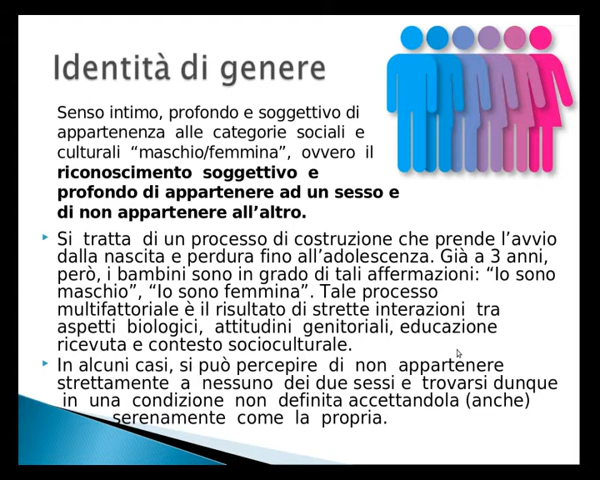 Identità di genere
Senso intimo, profondo e soggettivo di
appartenenza alle categorie sociali e
culturali “maschio/femmina”, ovvero il
riconoscimento soggettivo e
profondo di appartenere ad un sesso e
di non appartenere all’altro.
Si tratta di un processo di costruzione che prende l’avvio
dalla nascita e perdura fino all’adolescenza. Già a 3 anni,
però, i bambini sono in grado di tali affermazioni: “Io sono
maschio”, “Io sono femmina”. Tale processo
multifattoriale è il risultato di strette interazioni tra
aspetti biologici, attitudini genitoriali, educazione
ricevuta e contesto socioculturale.
In alcuni casi, si può percepire di non appartenere
strettamente a nessuno dei due sessi e trovarsi dunque
in una condizione non definita accettandola (anche)
serenamente come la propria.